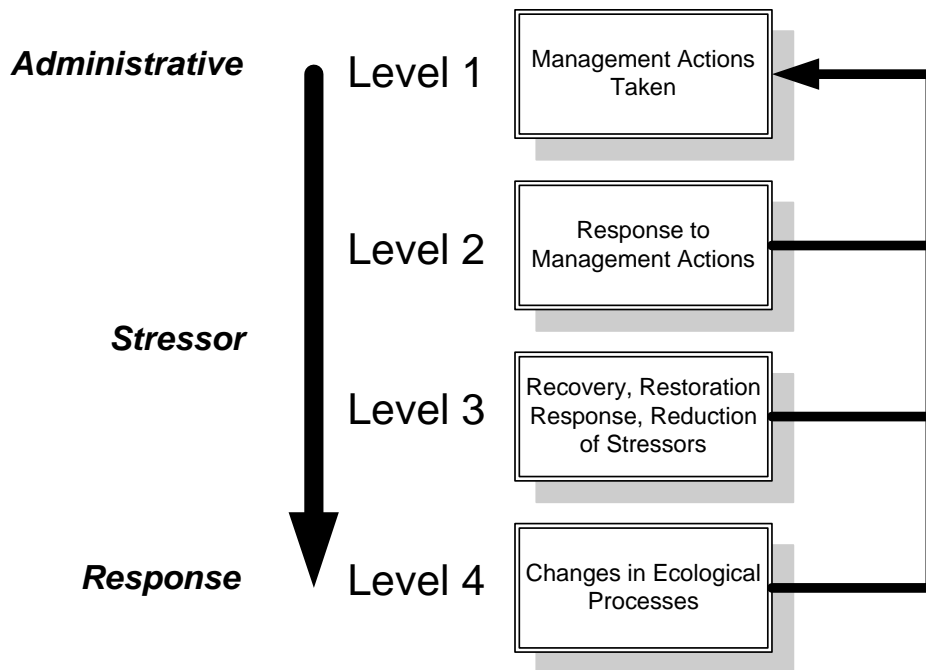 Administrative
Level 1
Management Actions
Taken
Level 2
Response to
Management Actions
Stressor
Level 3
Recovery, Restoration
Response, Reduction
of Stressors
Response
Level 4
Changes in Ecological
Processes